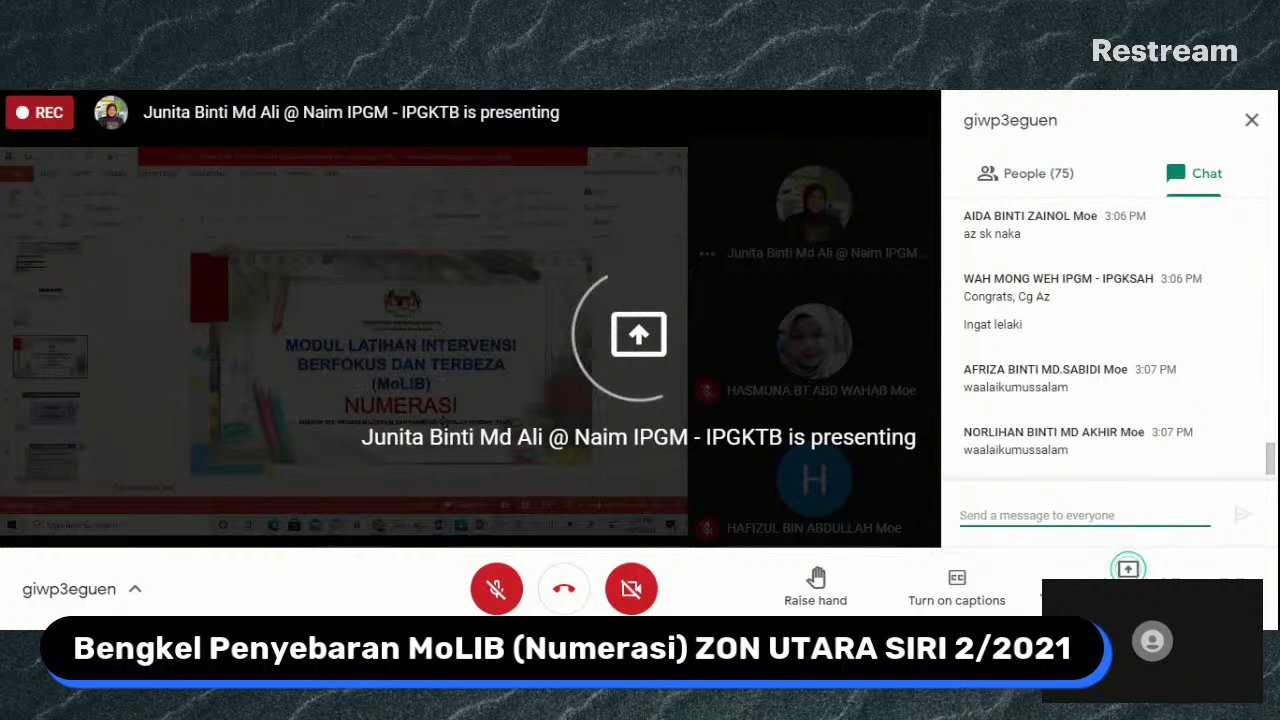 Restream
REC
Junita Binti Md Ali @ Naim IPGM - IPGKTB is presenting
giwp3eguen
People (75)
Chat
AIDA BINTI ZAINOL Moe 3:06 PM
az sk naka
WAH MONG WEH IPGM - IPGKSAH 3:06 PM
Congrats, Cg Az
Ingat lelaki
AFRIZA BINTI MD.SABIDI Moe 3:07 PM
waalaikumussalam
NORLIHAN BINTI MD AKHIR Moe 3:07 PM
waalaikumussalam
Send a message to everyone
Junita Binti Md Ali @ Naim IPGM ...
HASMUNA BT ABD WAHAB Moe
H
HAFIZUL BIN ABDULLAH Moe
MODUL LATIHAN INTERVENSI
BERFOKUS DAN TERBEZA
(MoLIB)
NUMERASI
Junita Binti Md Ali @ Naim IPGM - IPGKTB is presenting
giwp3eguen
Raise hand
Turn on captions
Bengkel Penyebaran MoLIB (Numerasi) ZON UTARA SIRI 2/2021